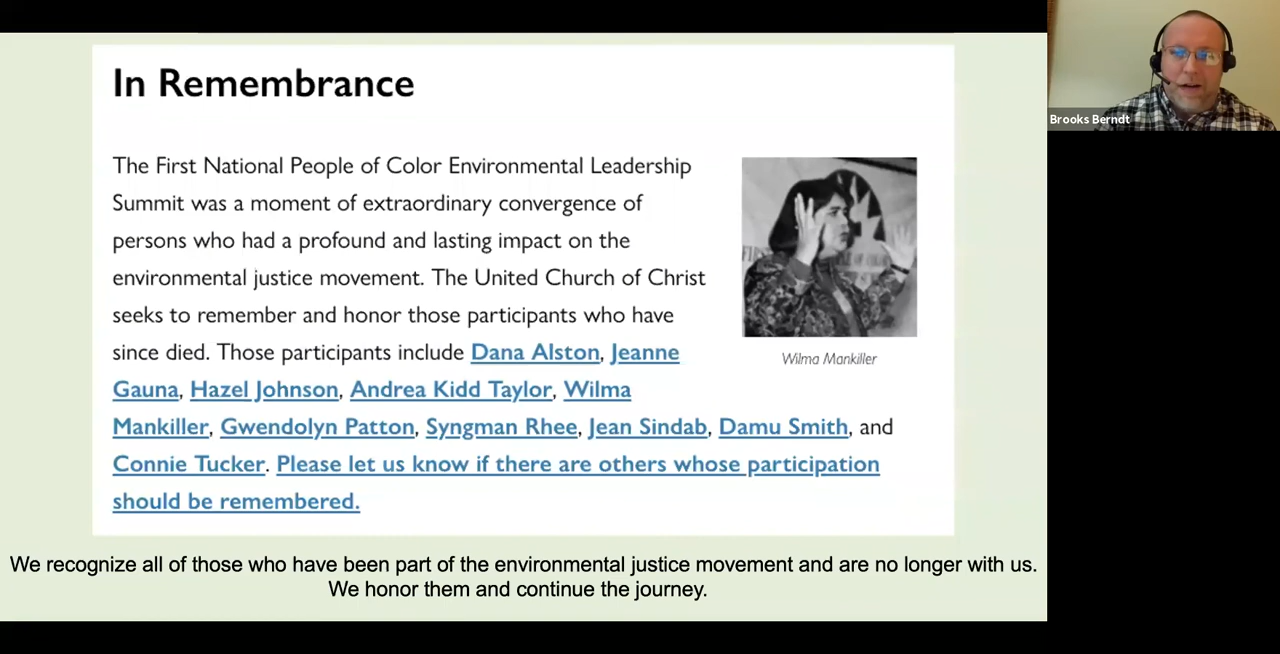 In Remembrance
The First National People of Color Environmental Leadership
Summit was a moment of extraordinary convergence of
persons who had a profound and lasting impact on the
environmental justice movement. The United Church of Christ
seeks to remember and honor those participants who have
since died. Those participants include Dana Alston, Jeanne
Gauna, Hazel Johnson, Andrea Kidd Taylor, Wilma
Mankiller, Gwendolyn Patton, Syngman Rhee, Jean Sindab, Damu Smith, and
Connie Tucker. Please let us know if there are others whose participation
should be remembered.
Wilma Mankiller
We recognize all of those who have been part of the environmental justice movement and are no longer with us.
We honor them and continue the journey.
Brooks Berndt